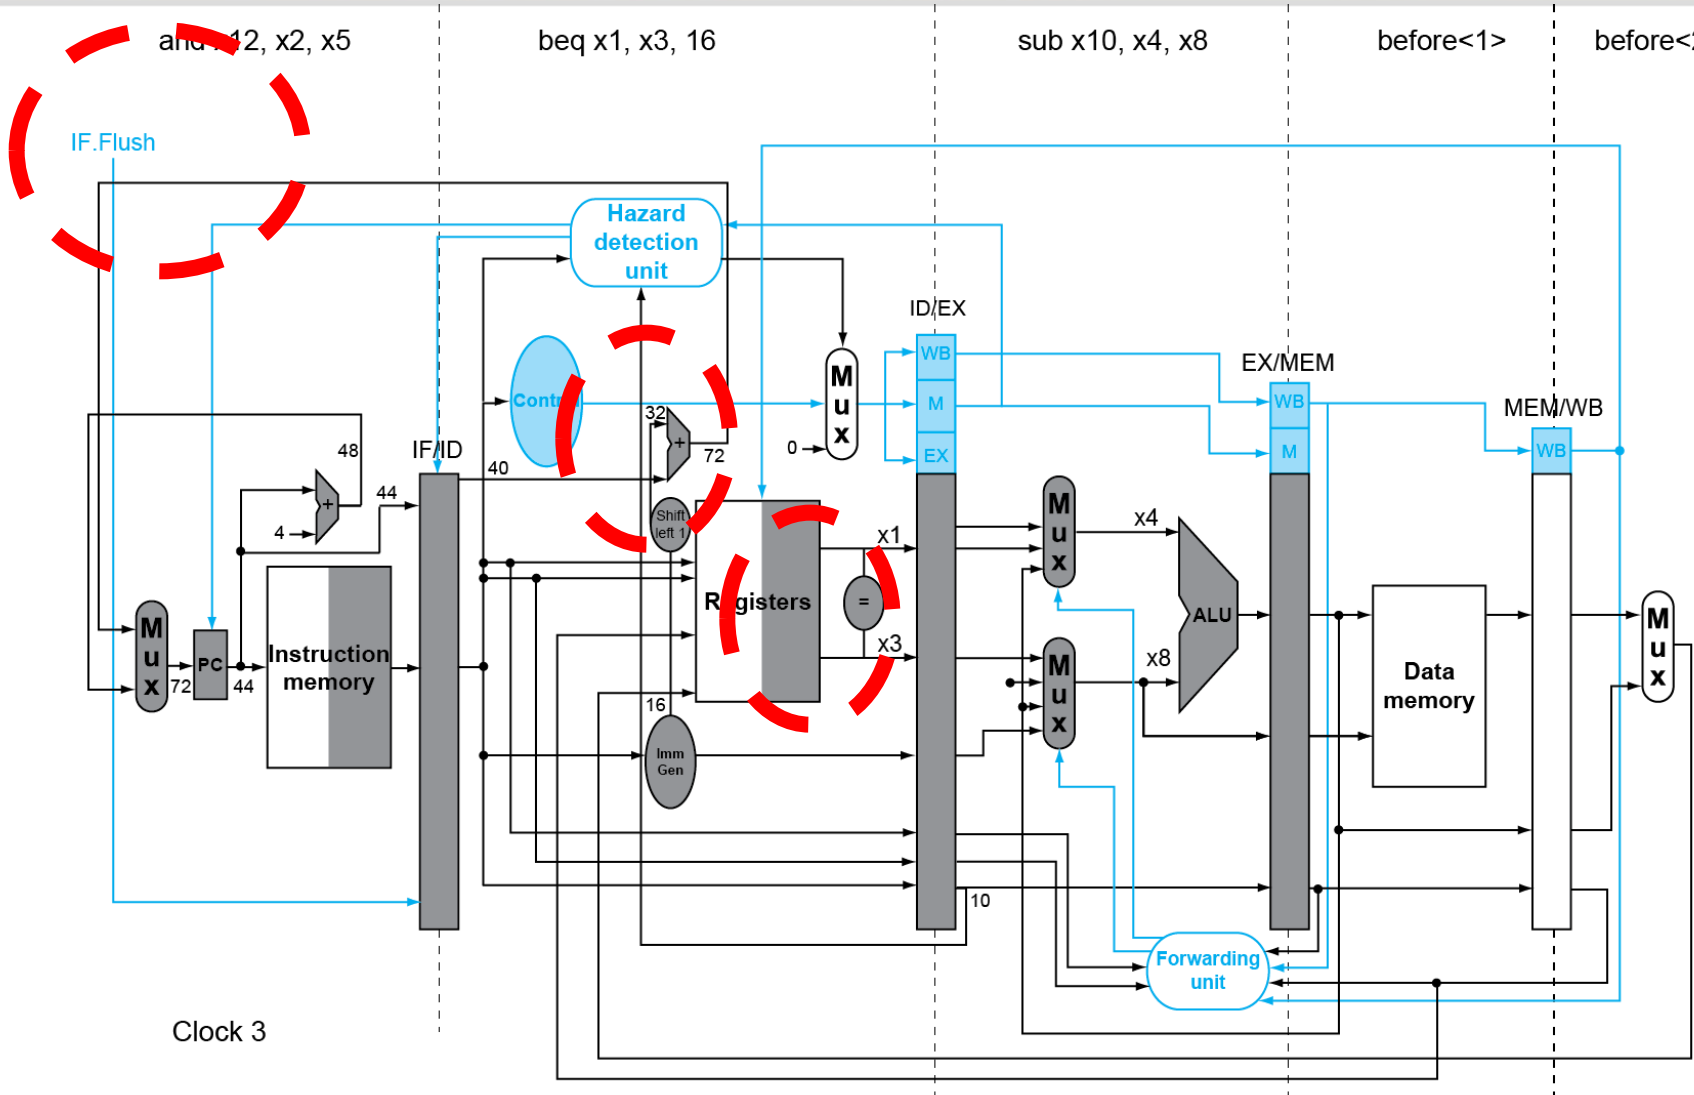 and x12, x2, x5
beq x1, x3, 16
sub x10, x4, x8
before<1>
before<2
IF.Flush
Hazard
detection
unit
ID/EX
WB
M
EX
EX/MEM
WB
M
MEM/WB
WB
Control
M
u
x
0
32
+
72
IF/ID
40
48
44
+
4
Shift
left 1
Registers
x1
=
x3
M
u
x
x4
ALU
M
u
x
x8
M
u
x
72
PC
44
Instruction
memory
16
Imm
Gen
Data
memory
M
u
x
10
Forwarding
unit
Clock 3